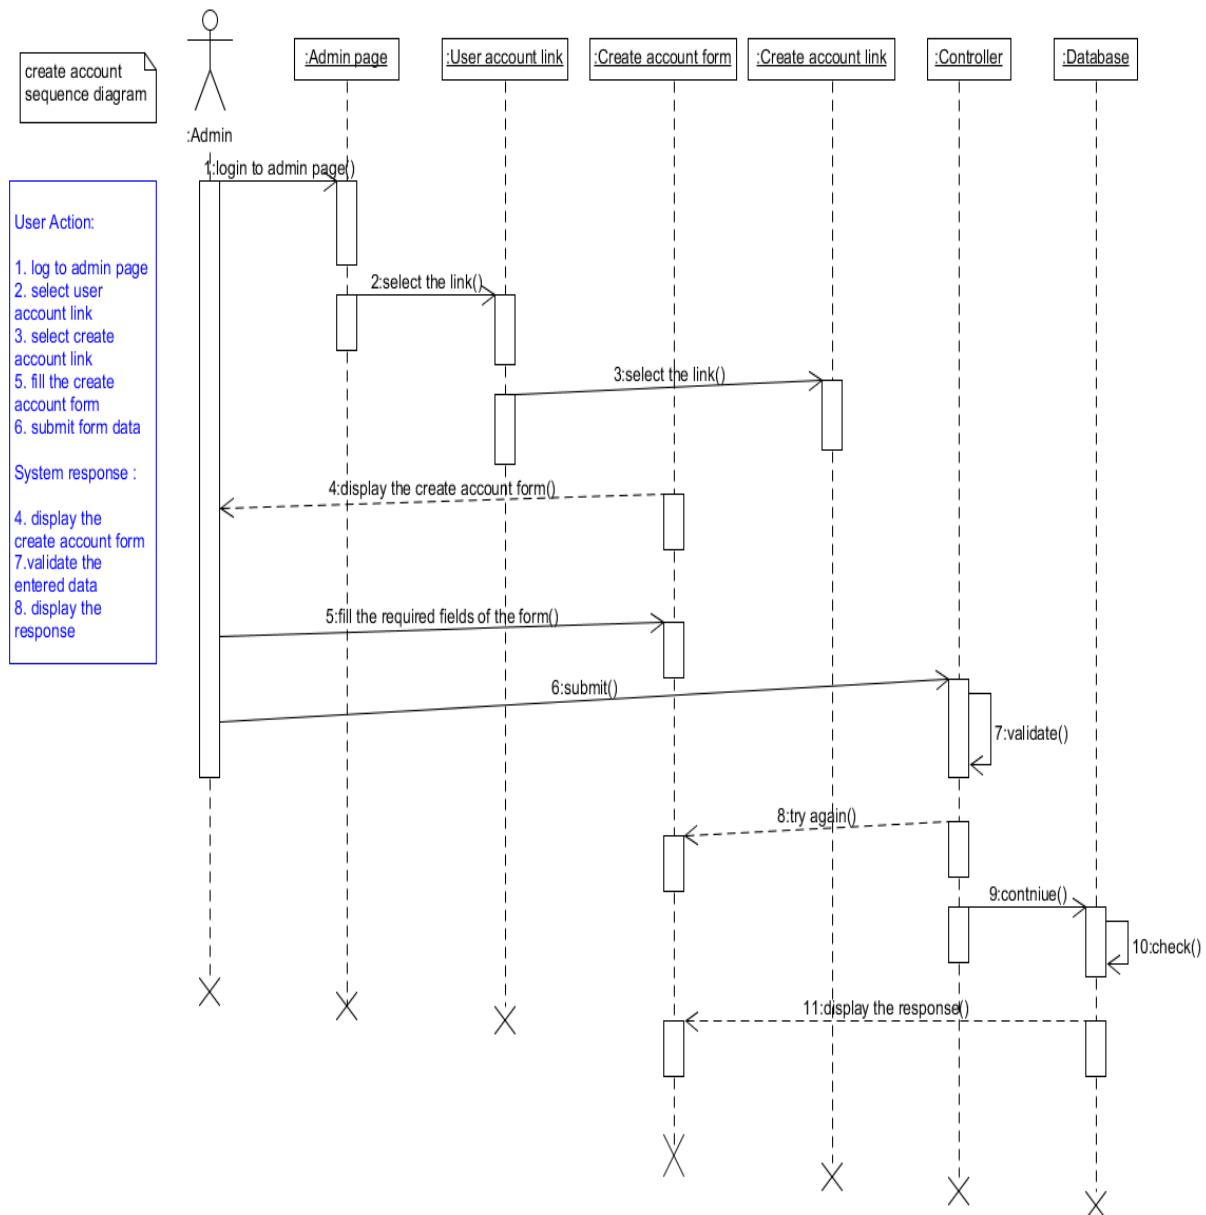 create account
sequence diagram
:Admin
:Admin page
:User account link
:Create account form
:Create account link
:Controller
:Database
User Action:
1. log to admin page
2. select user
account link
3. select create
account link
5. fill the create
account form
6. submit form data
System response :
4. display the
create account form
7.validate the
entered data
8. display the
response
1:login to admin page()
2:select the link()
3:select the link()
4:display the create account form()
5:fill the required fields of the form()
6:submit()
7:validate()
8:try again()
9:contniue()
10:check()
11:display the response()